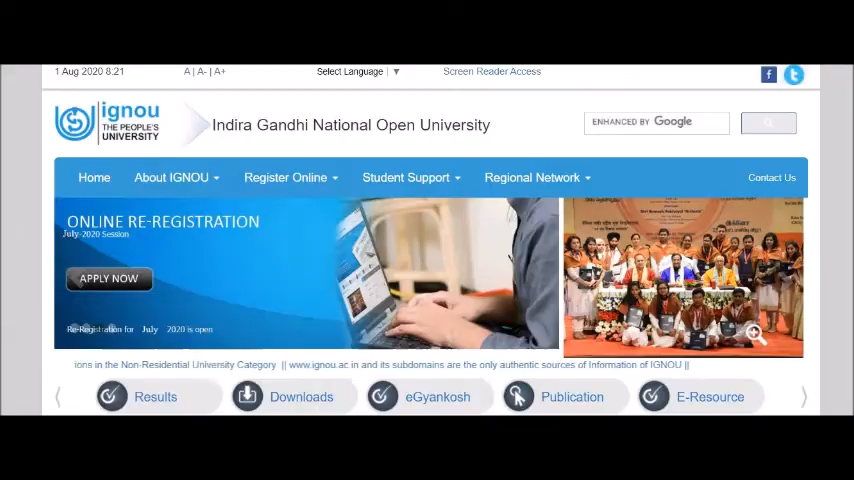 1 Aug 2020 8:21
A | A- | A+
Select Language ▼
Screen Reader Access
f
t
ignou
THE PEOPLE'S
UNIVERSITY
Indira Gandhi National Open University
ENHANCED BY Google
Home
About IGNOU
Register Online
Student Support
Regional Network
Contact Us
ONLINE RE-REGISTRATION
July-2020 Session
APPLY NOW
Re-Registration for July 2020 is open
ions in the Non-Residential University Category || www.ignou.ac.in and its subdomains are the only authentic sources of Information of IGNOU ||
Results
Downloads
eGyankosh
Publication
E-Resource